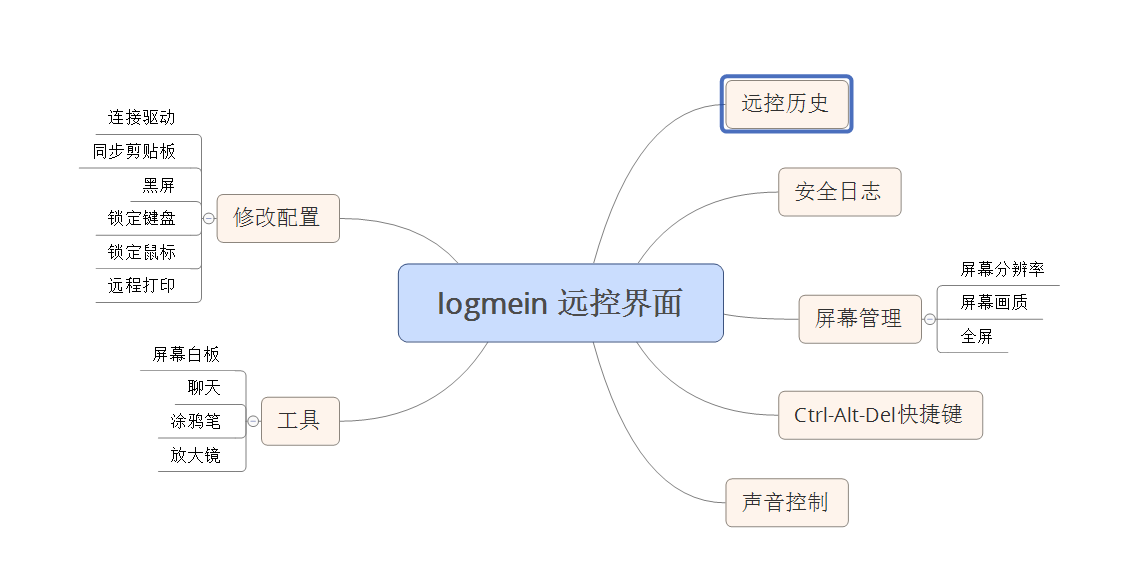 logmein 远控界面
远控历史
安全日志
屏幕管理
屏幕分辨率
屏幕画质
全屏
Ctrl-Alt-Del快捷键
声音控制
修改配置
连接驱动
同步剪贴板
黑屏
锁定键盘
锁定鼠标
远程打印
工具
屏幕白板
聊天
涂鸦笔
放大镜